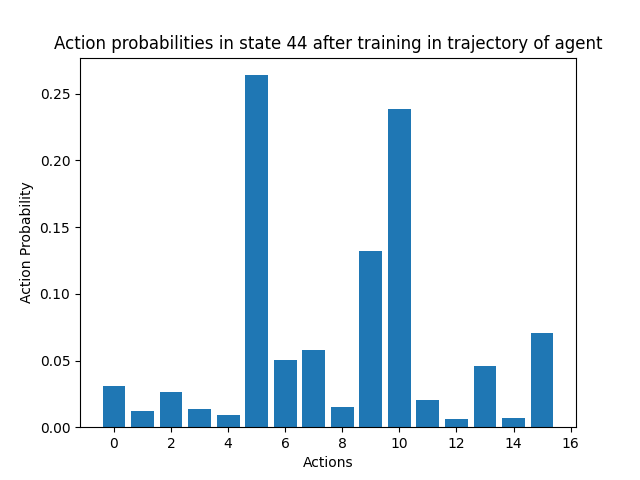 Action probabilities in state 44 after training in trajectory of agent
Action Probability
0.25
0.20
0.15
0.10
0.05
0.00
0 2 4 6 8 10 12 14 16
Actions